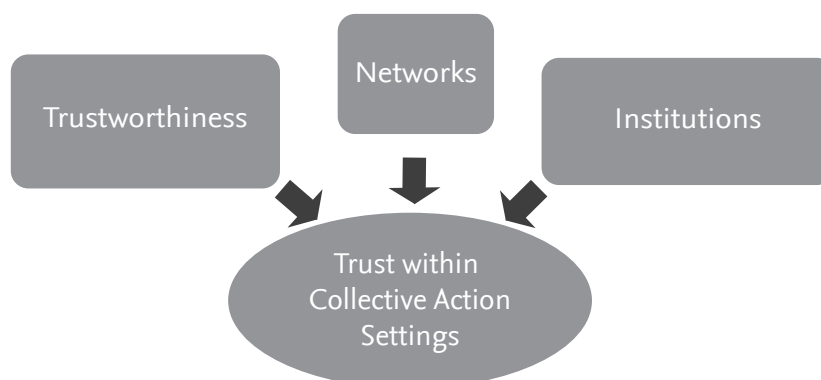 Networks
Trustworthiness
Institutions
Trust within
Collective Action
Settings